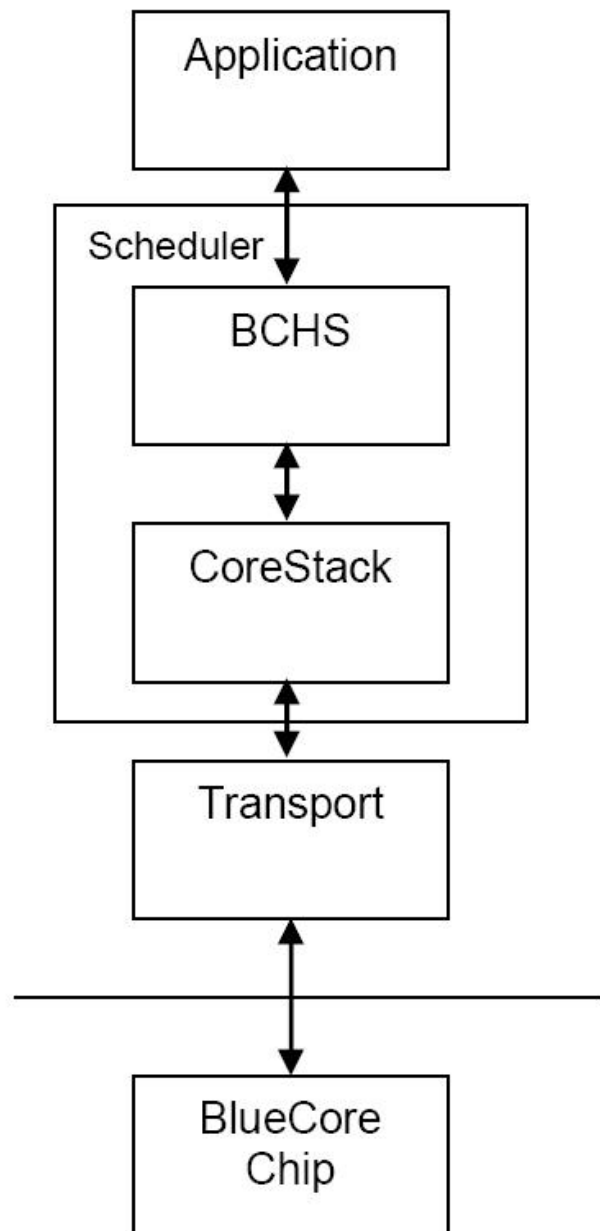 Application
Scheduler
BCHS
CoreStack
Transport
BlueCore
Chip